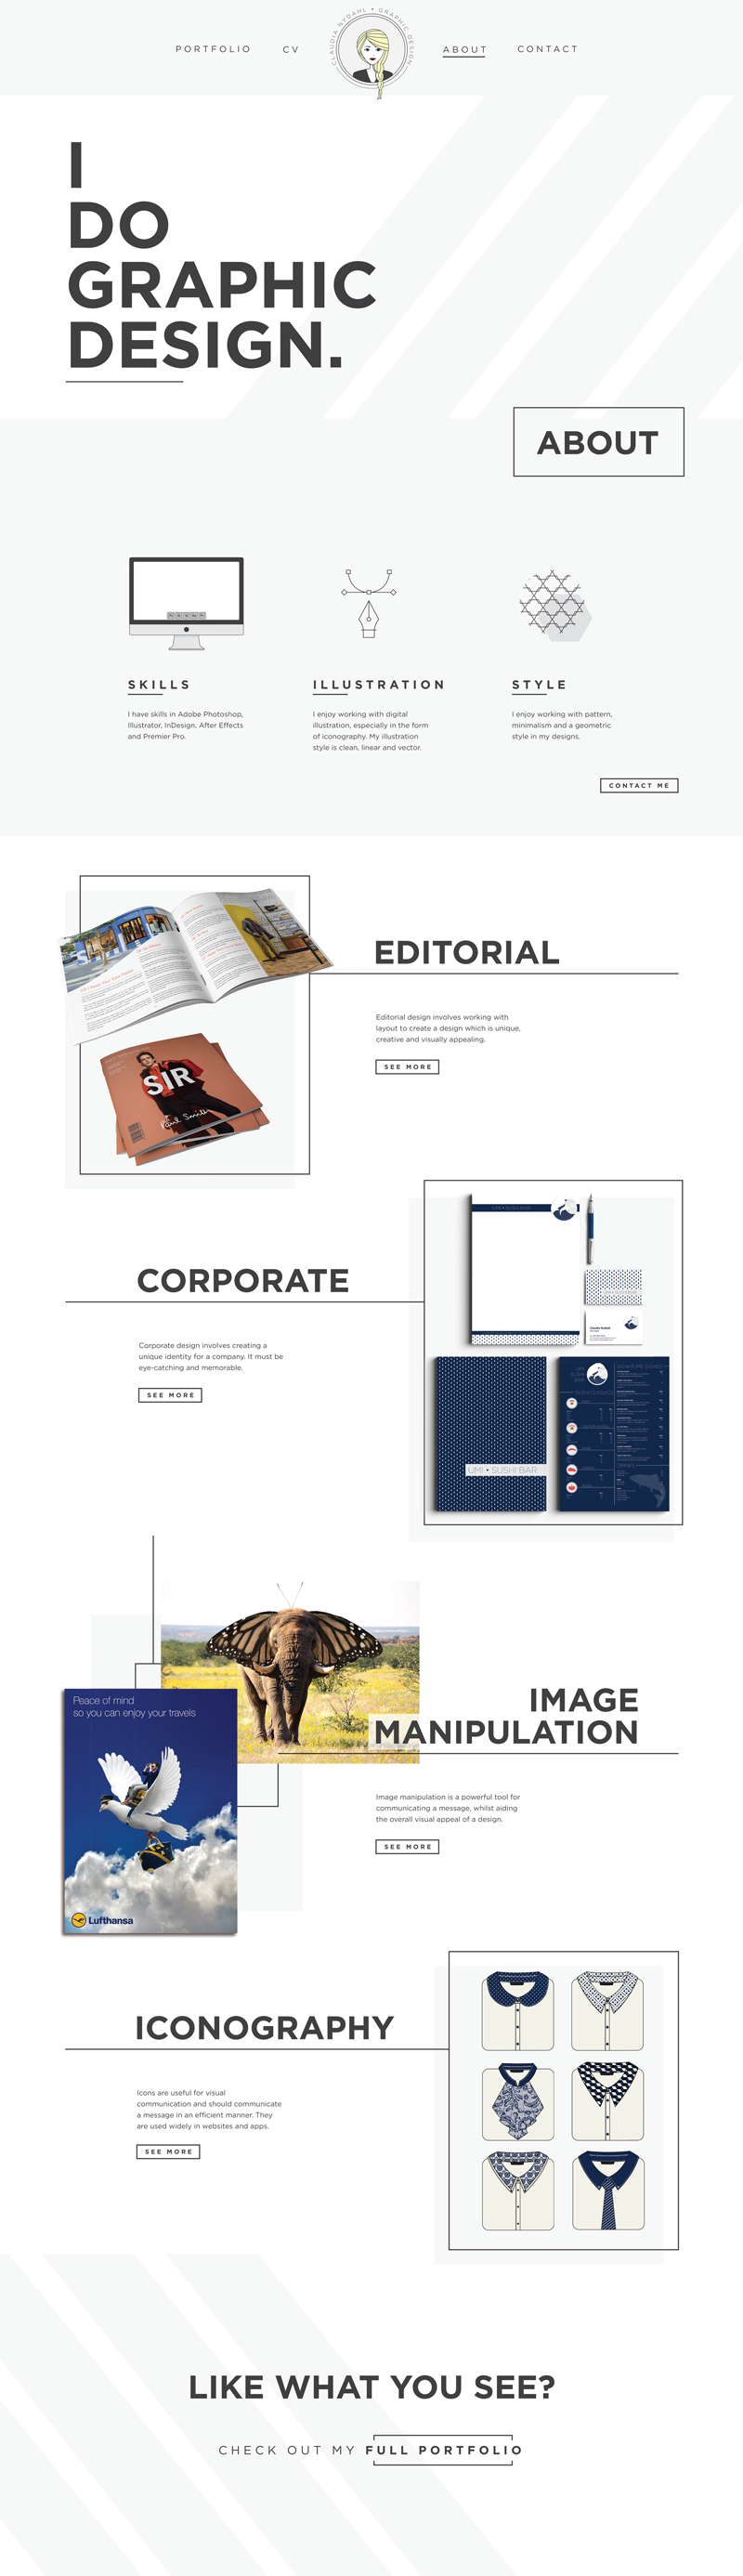 PORTFOLIO
CV
CLAUDIA NYDAHL • GRAPHIC DESIGN
ABOUT
CONTACT
I
DO
GRAPHIC
DESIGN.
ABOUT
SKILLS
I have skills in Adobe Photoshop,
Illustrator, InDesign, After Effects
and Premier Pro.
ILLUSTRATION
I enjoy working with digital
illustration, especially in the form
of iconography. My illustration
style is clean, linear and vector.
STYLE
I enjoy working with pattern,
minimalism and a geometric
style in my designs.
CONTACT ME
SIR
Paul Smith
EDITORIAL
Editorial design involves working with
layout to create a design which is unique,
creative and visually appealing.
SEE MORE
CORPORATE
Corporate design involves creating a
unique identity for a company. It must be
eye-catching and memorable.
SEE MORE
UMI • SUSHI BAR
UMI • SUSHI BAR
UMI
SUSHI
BAR
Peace of mind
so you can enjoy your travels
Lufthansa
IMAGE
MANIPULATION
Image manipulation is a powerful tool for
communicating a message, whilst aiding
the overall visual appeal of a design.
SEE MORE
ICONOGRAPHY
Icons are useful for visual
communication and should communicate
a message in an efficient manner. They
are used widely in websites and apps.
SEE MORE
LIKE WHAT YOU SEE?
CHECK OUT MY FULL PORTFOLIO